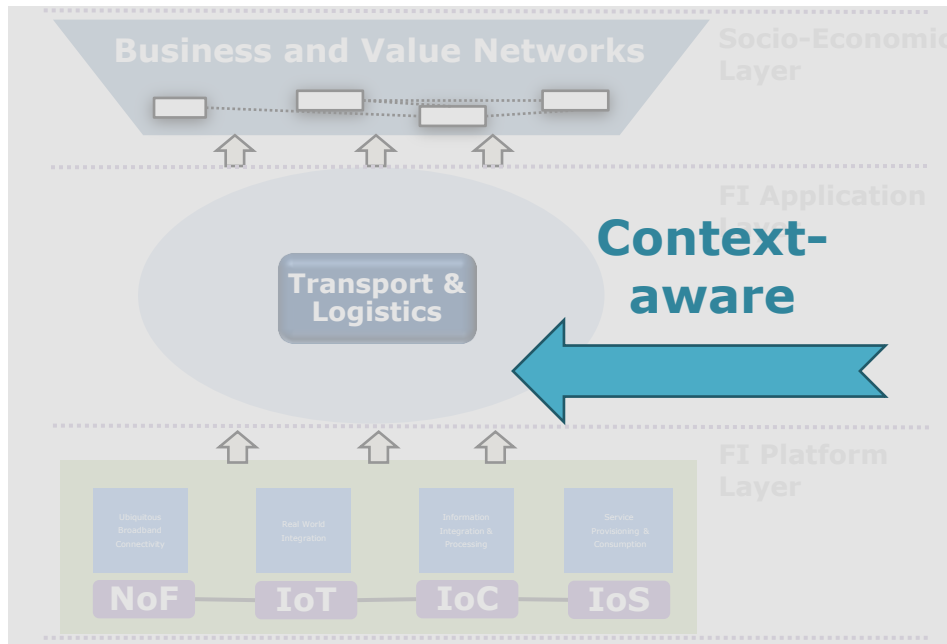 Business and Value Networks
Socio-Economic
Layer
FI Application
Layer
Context-
aware
Transport &
Logistics
FI Platform
Layer
Ubiquitous
Broadband
Connectivity
Real World
Integration
Information
Integration &
Processing
Service
Provisioning &
Consumption
NoF
IoT
IoC
IoS